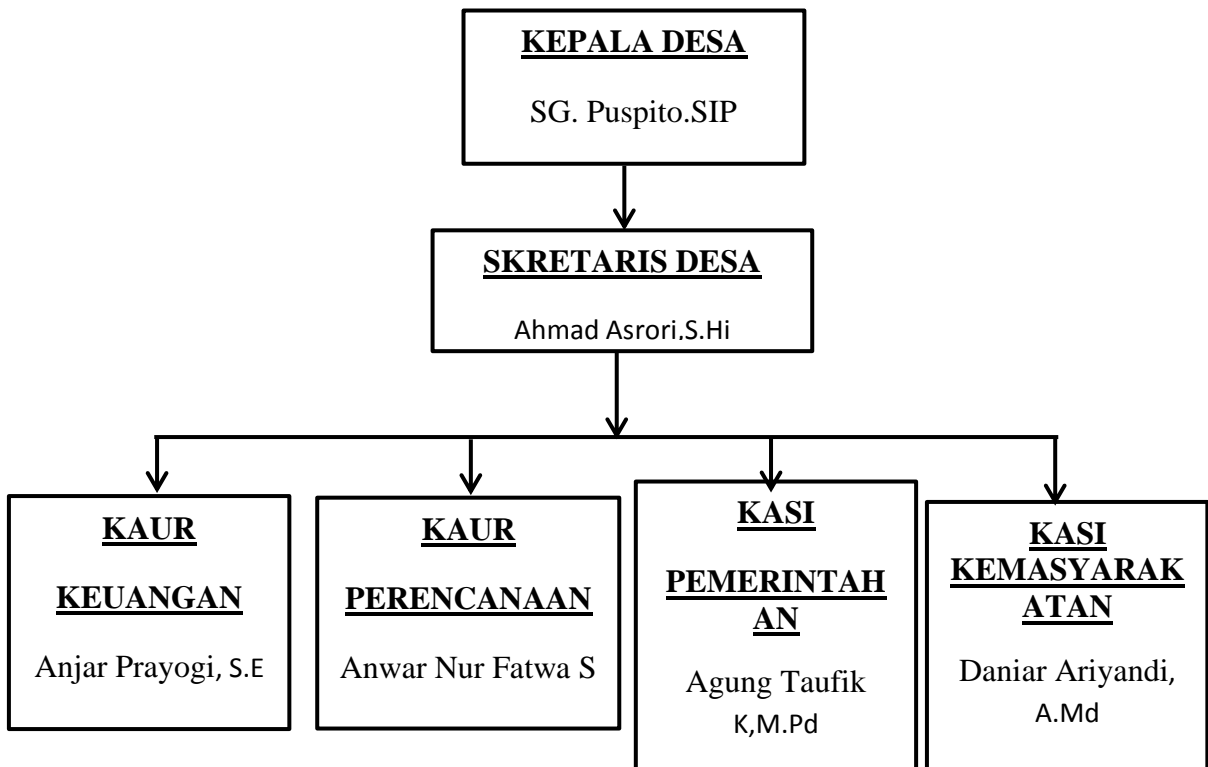 KEPALA DESA
SG. Puspito.SIP
SKRETARIS DESA
Ahmad Asrori,S.Hi
KAUR
KEUANGAN
Anjar Prayogi, S.E
KAUR
PERENCANAAN
Anwar Nur Fatwa S
KASI
PEMERINTAH
AN
Agung Taufik
K,M.Pd
KASI
KEMASYARAK
ATAN
Daniar Ariyandi,
A.Md